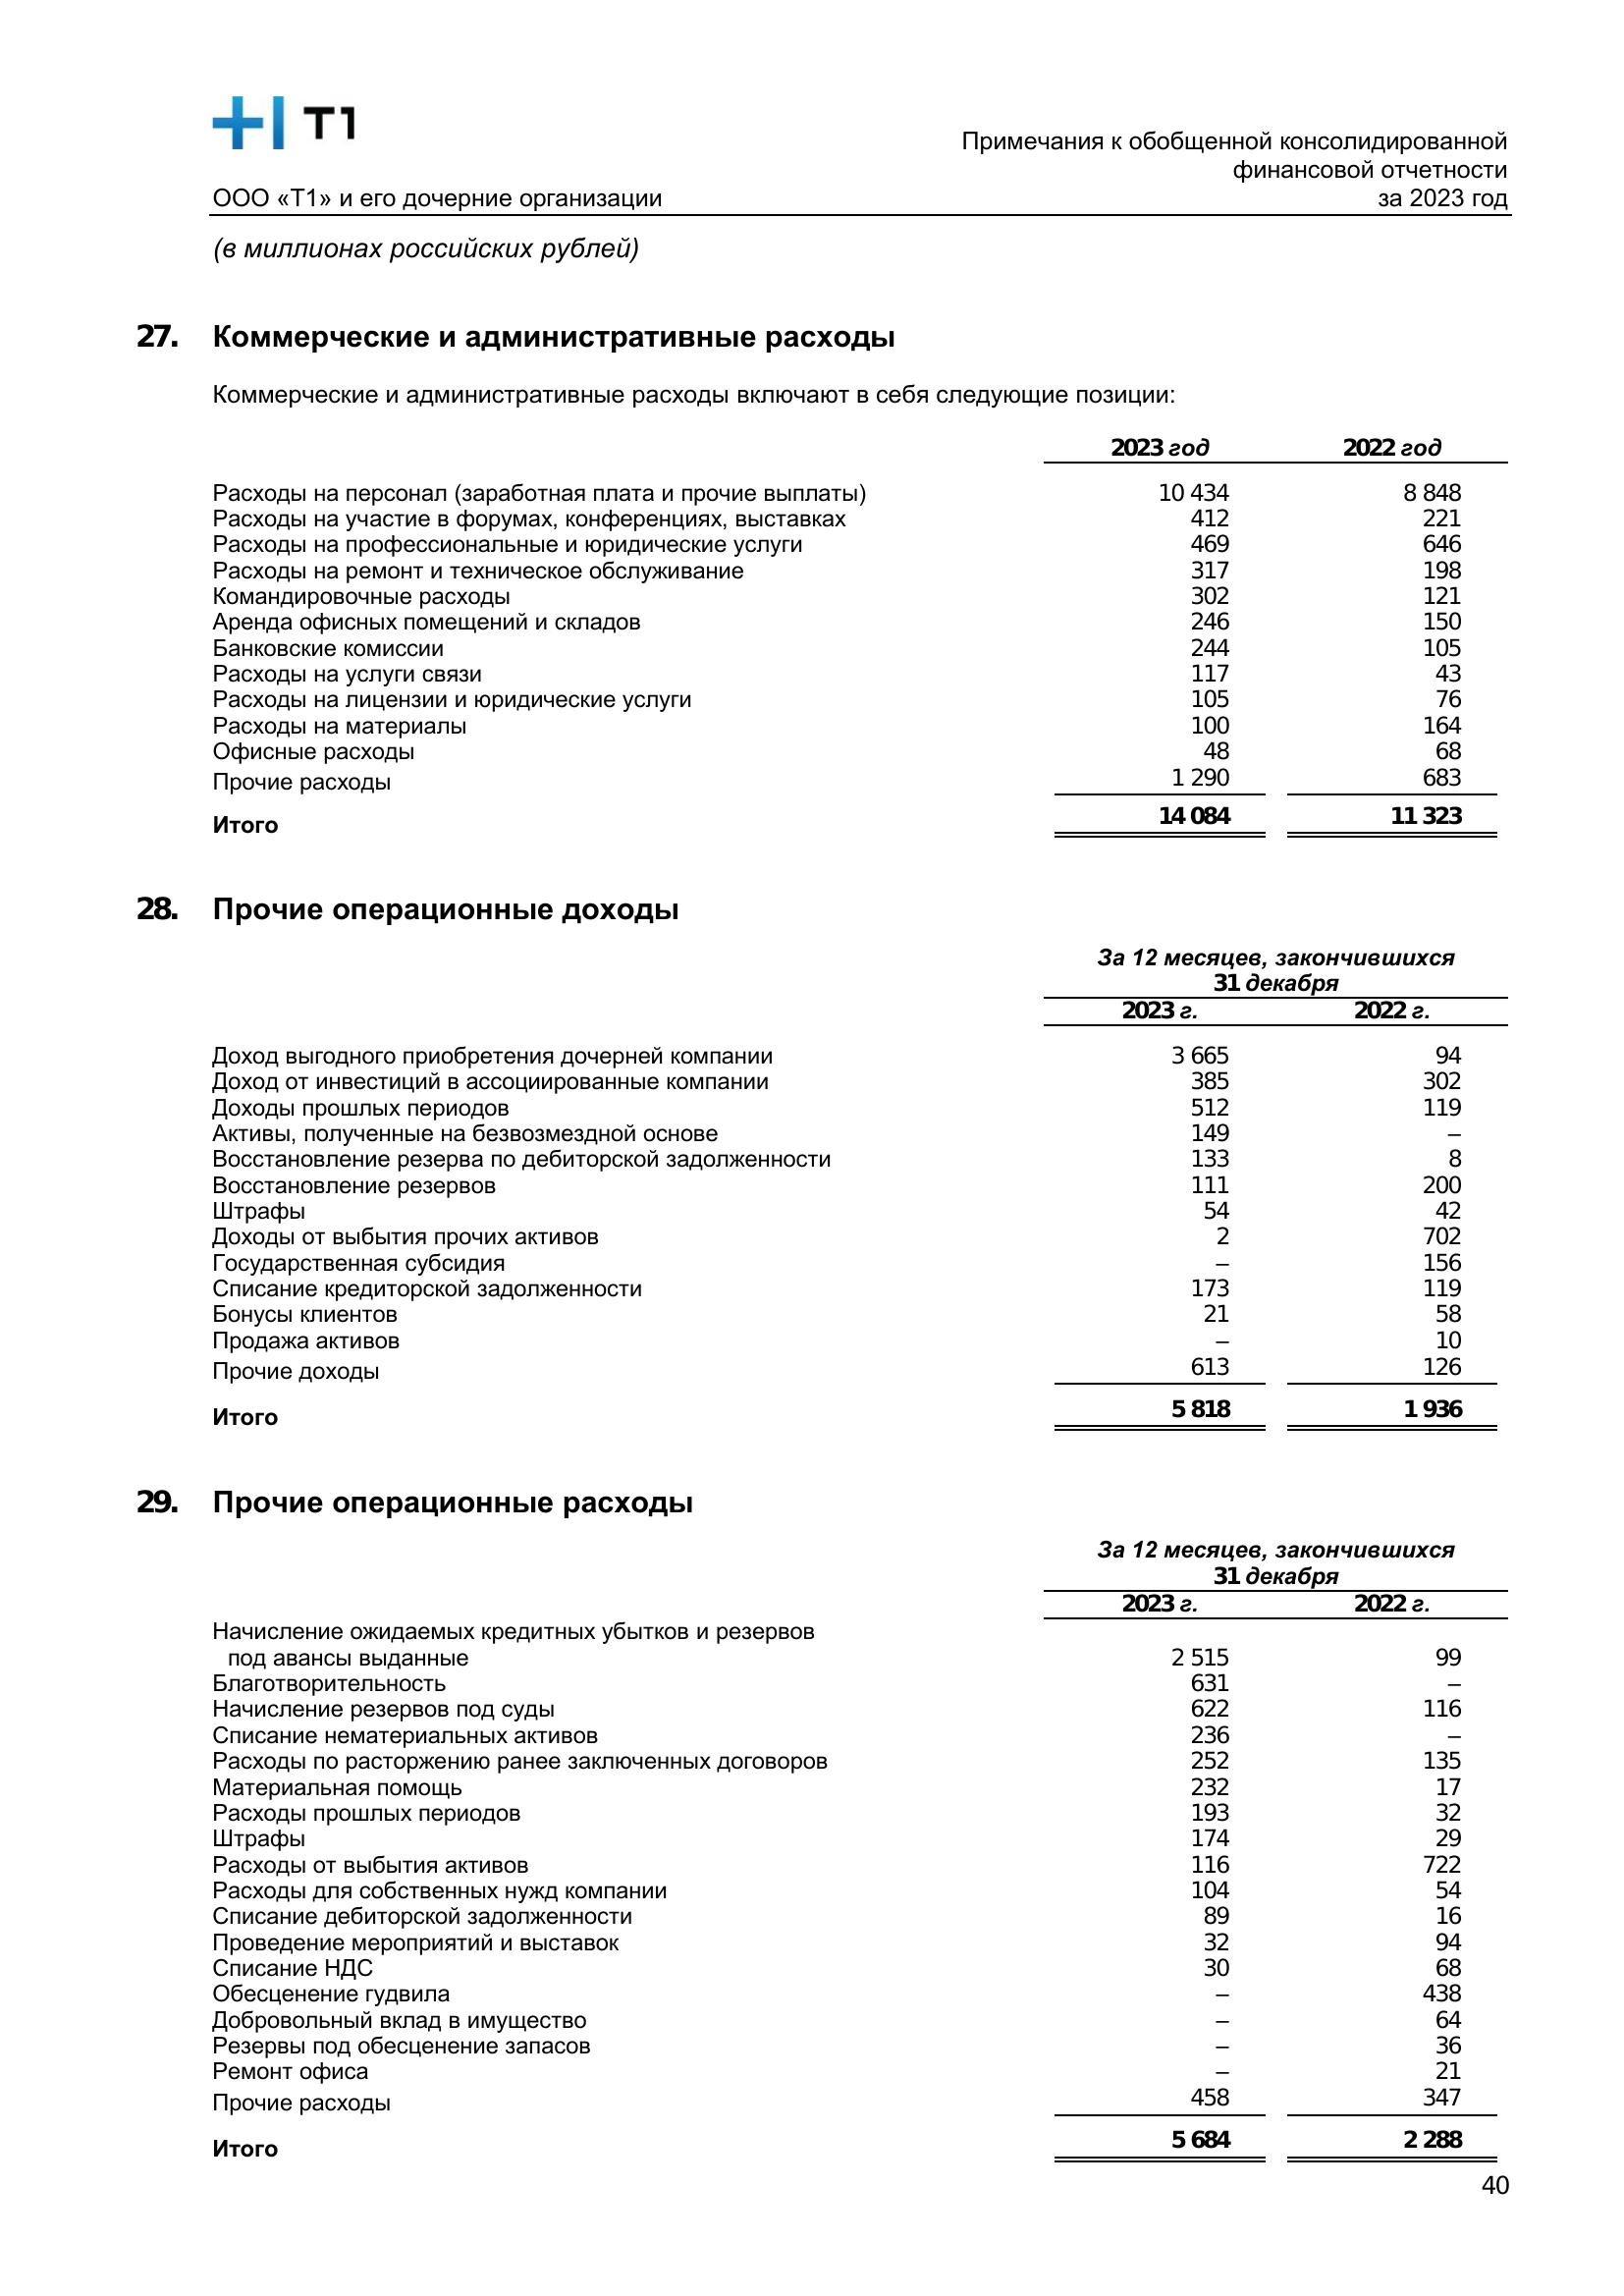 T1
Примечания к обобщенной консолидированной
финансовой отчетности
ООО «Т1» и его дочерние организации за 2023 год
(в миллионах российских рублей)
27. Коммерческие и административные расходы
Коммерческие и административные расходы включают в себя следующие позиции:
2023 год 2022 год
Расходы на персонал (заработная плата и прочие выплаты) 10 434 8 848
Расходы на участие в форумах, конференциях, выставках 412 221
Расходы на профессиональные и юридические услуги 469 646
Расходы на ремонт и техническое обслуживание 317 198
Командировочные расходы 302 121
Аренда офисных помещений и складов 246 150
Банковские комиссии 244 105
Расходы на услуги связи 117 43
Расходы на лицензии и юридические услуги 105 76
Расходы на материалы 100 164
Офисные расходы 48 68
Прочие расходы 1 290 683
Итого 14 084 11 323
28. Прочие операционные доходы
За 12 месяцев, закончившихся
31 декабря
2023 г. 2022 г.
Доход выгодного приобретения дочерней компании 3 665 94
Доход от инвестиций в ассоциированные компании 385 302
Доходы прошлых периодов 512 119
Активы, полученные на безвозмездной основе 149 –
Восстановление резерва по дебиторской задолженности 133 8
Восстановление резервов 111 200
Штрафы 54 42
Доходы от выбытия прочих активов 2 702
Государственная субсидия – 156
Списание кредиторской задолженности 173 119
Бонусы клиентов 21 58
Продажа активов – 10
Прочие доходы 613 126
Итого 5 818 1 936
29. Прочие операционные расходы
За 12 месяцев, закончившихся
31 декабря
2023 г. 2022 г.
Начисление ожидаемых кредитных убытков и резервов
под авансы выданные 2 515 99
Благотворительность 631 –
Начисление резервов под суды 622 116
Списание нематериальных активов 236 –
Расходы по расторжению ранее заключенных договоров 252 135
Материальная помощь 232 17
Расходы прошлых периодов 193 32
Штрафы 174 29
Расходы от выбытия активов 116 722
Расходы для собственных нужд компании 104 54
Списание дебиторской задолженности 89 16
Проведение мероприятий и выставок 32 94
Списание НДС 30 68
Обесценение гудвила – 438
Добровольный вклад в имущество – 64
Резервы под обесценение запасов – 36
Ремонт офиса – 21
Прочие расходы 458 347
Итого 5 684 2 288
40